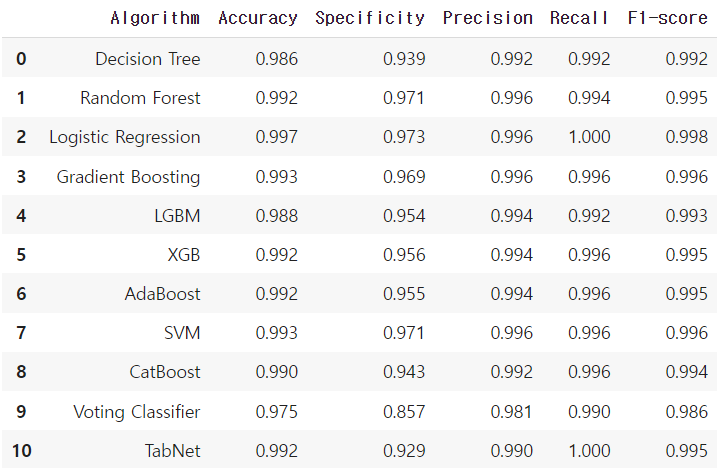 Algorithm Accuracy Specificity Precision Recall F1-score
0 Decision Tree 0.986 0.939 0.992 0.992 0.992
1 Random Forest 0.992 0.971 0.996 0.994 0.995
2 Logistic Regression 0.997 0.973 0.996 1.000 0.998
3 Gradient Boosting 0.993 0.969 0.996 0.996 0.996
4 LGBM 0.988 0.954 0.994 0.992 0.993
5 XGB 0.992 0.956 0.994 0.996 0.995
6 AdaBoost 0.992 0.955 0.994 0.996 0.995
7 SVM 0.993 0.971 0.996 0.996 0.996
8 CatBoost 0.990 0.943 0.992 0.996 0.994
9 Voting Classifier 0.975 0.857 0.981 0.990 0.986
10 TabNet 0.992 0.929 0.990 1.000 0.995